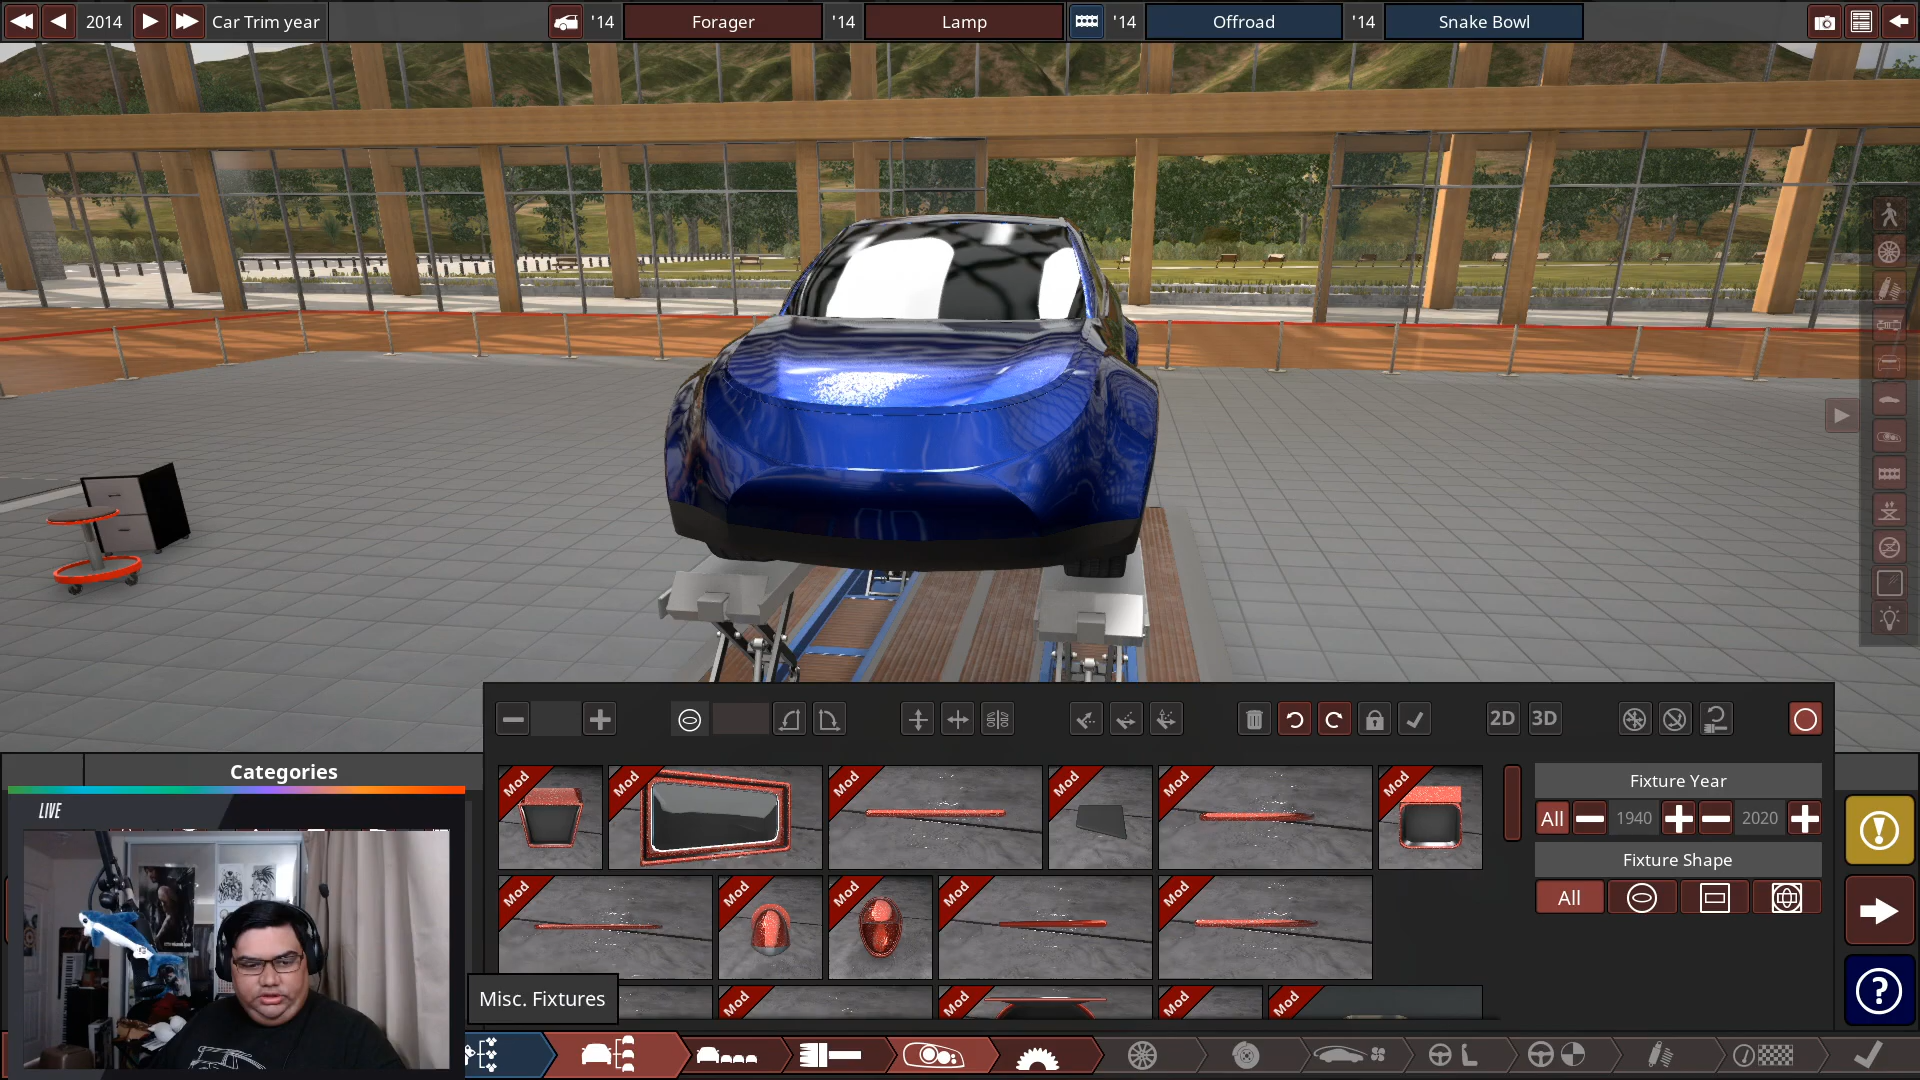 2014 Car Trim year '14 Forager '14 Lamp '14 Offroad '14 Snake Bowl
2D 3D
Categories
LIVE
Mod Mod Mod Mod Mod Mod
Fixture Year
All 1940 2020
Fixture Shape
All
Mod Mod Mod Mod Mod
Misc. Fixtures
Mod Mod Mod Mod